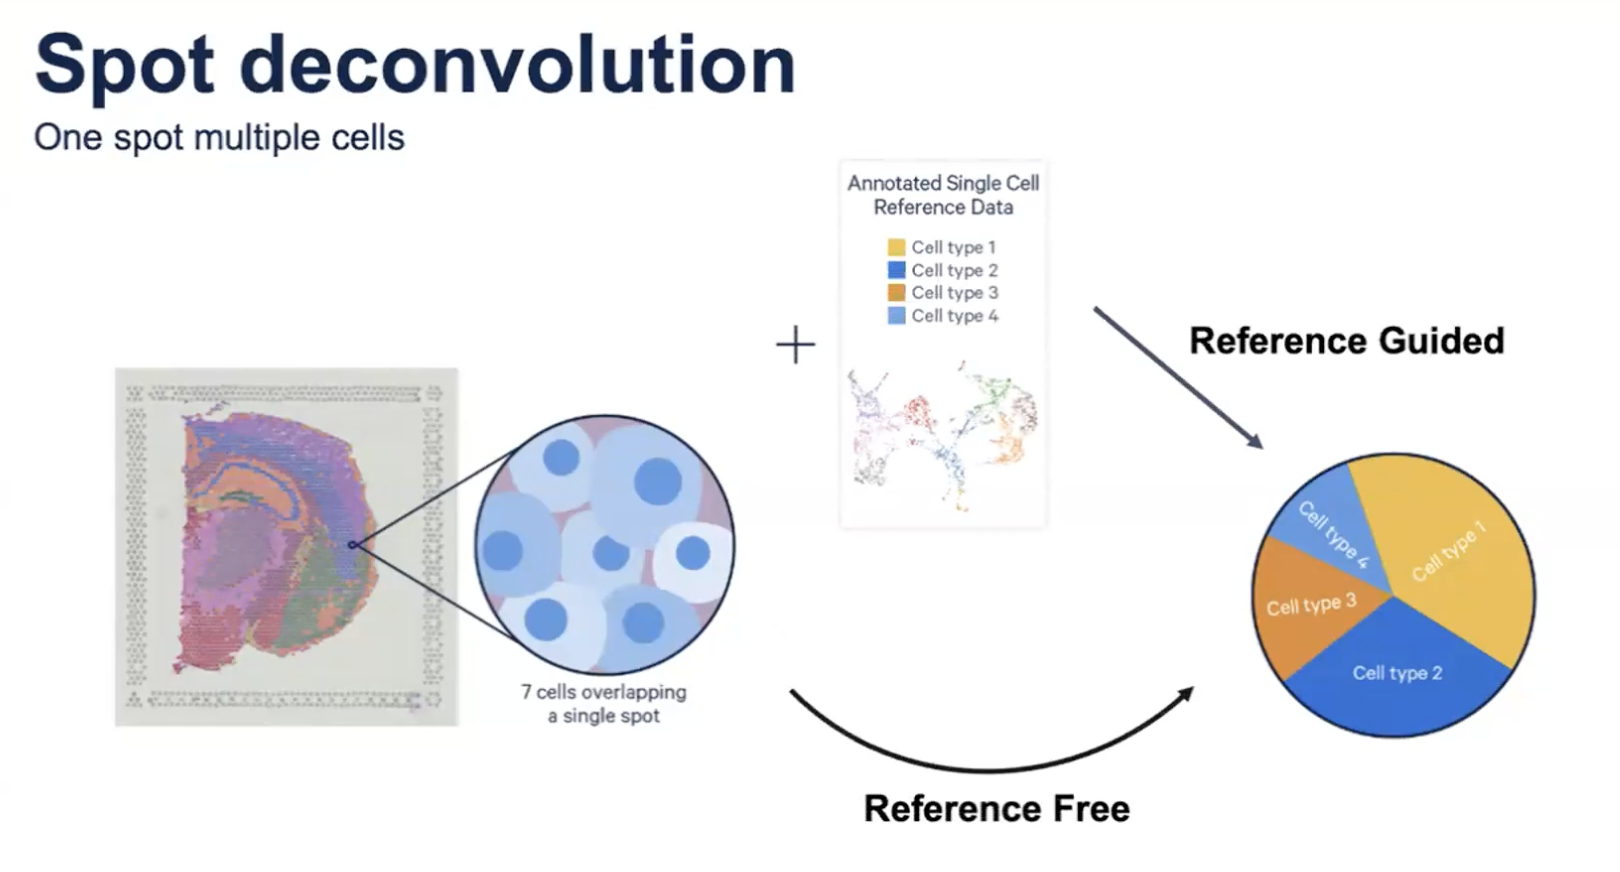 Spot deconvolution
One spot multiple cells
Annotated Single Cell
Reference Data
Cell type 1
Cell type 2
Cell type 3
Cell type 4
Reference Guided
7 cells overlapping
a single spot
Cell type 4
Cell type 1
Cell type 3
Cell type 2
Reference Free